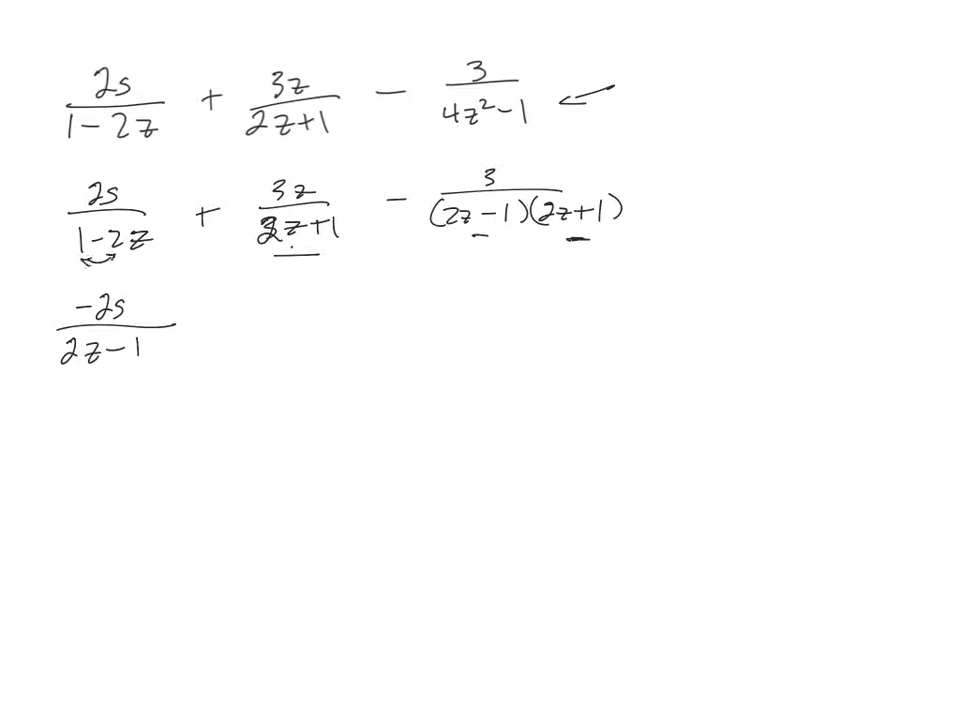 2s/(1-2z) + 3z/(2z+1) - 3/(4z²-1) ←
2s/(1-2z) + 3z/(2z+1) - 3/((2z-1)(2z+1))
-2s/(2z-1)